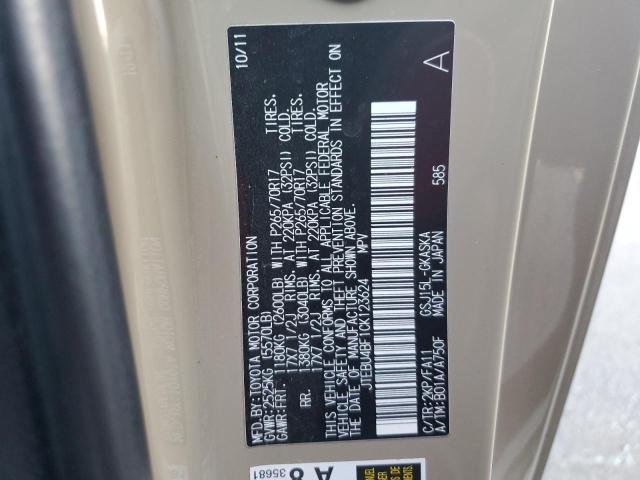 MFD.BY:TOYOTA MOTOR CORPORATION 10/11
GVWR:2525KG (5571LB)
GAWR:FRT. 1180KG (2600LB) WITH P265/70R17 TIRES.
17X7 1/2J RIMS. AT 220KPA (32PSI) COLD.
RR. 1380KG (3040LB) WITH P265/70R17 TIRES.
17X7 1/2J RIMS. AT 220KPA (32PSI) COLD.
THIS VEHICLE CONFORMS TO ALL APPLICABLE FEDERAL MOTOR
VEHICLE SAFETY AND THEFT PREVENTION STANDARDS IN EFFECT ON
THE DATE OF MANUFACTURE SHOWN ABOVE.
JTEBU4BF1CK123624 MPV
C/TR:2KP/FA11 GSJ15L-GKASKA A
A/TM:B01A/A750F MADE IN JAPAN 585
A 8
35681